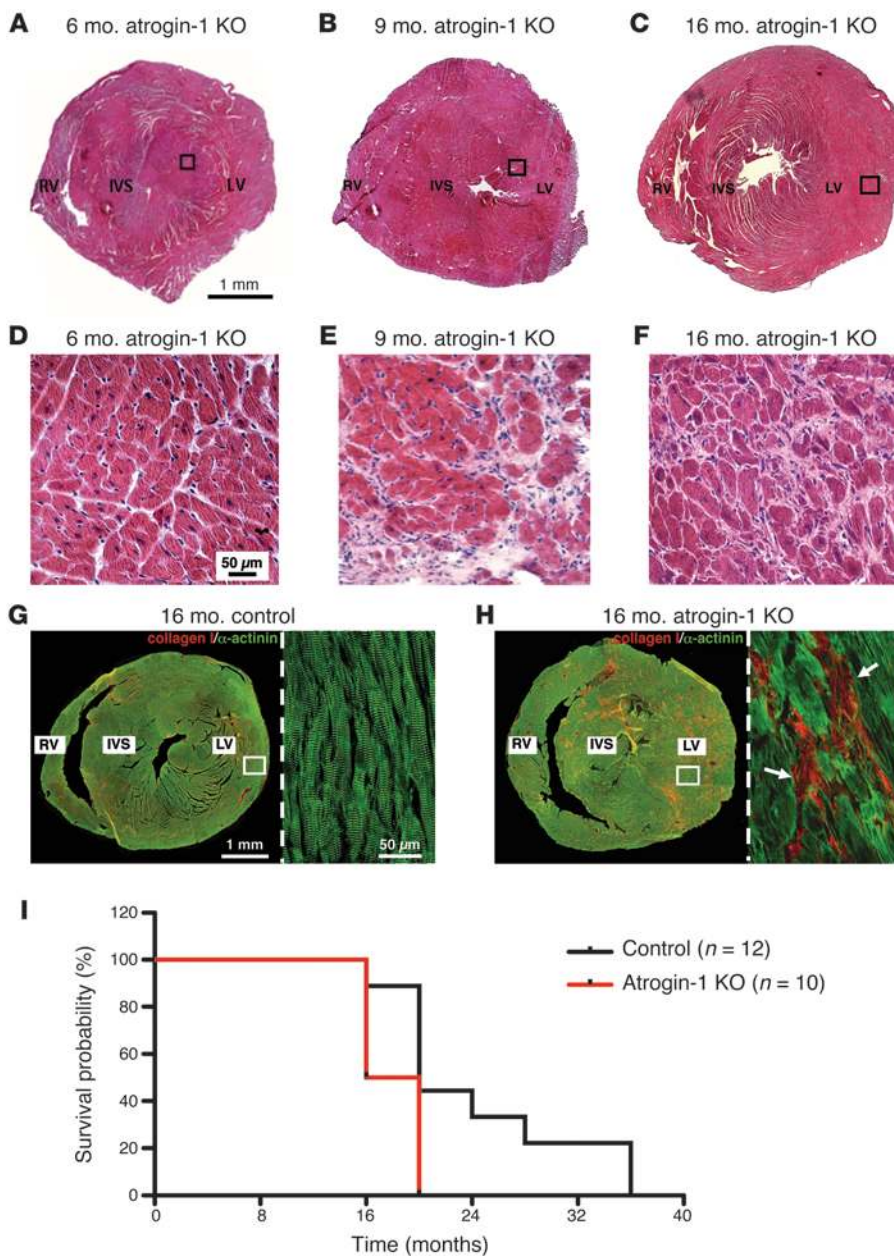 A 6 mo. atrogin-1 KO
B 9 mo. atrogin-1 KO
C 16 mo. atrogin-1 KO
RV IVS LV
1 mm
RV IVS LV
RV IVS LV
D 6 mo. atrogin-1 KO
E 9 mo. atrogin-1 KO
F 16 mo. atrogin-1 KO
50 µm
G 16 mo. control
collagen I/α-actinin
RV IVS LV
1 mm
50 µm
H 16 mo. atrogin-1 KO
collagen I/α-actinin
RV IVS LV
I
Survival probability (%)
120
100
80
60
40
20
0
0 8 16 24 32 40
Time (months)
Control (n = 12)
Atrogin-1 KO (n = 10)